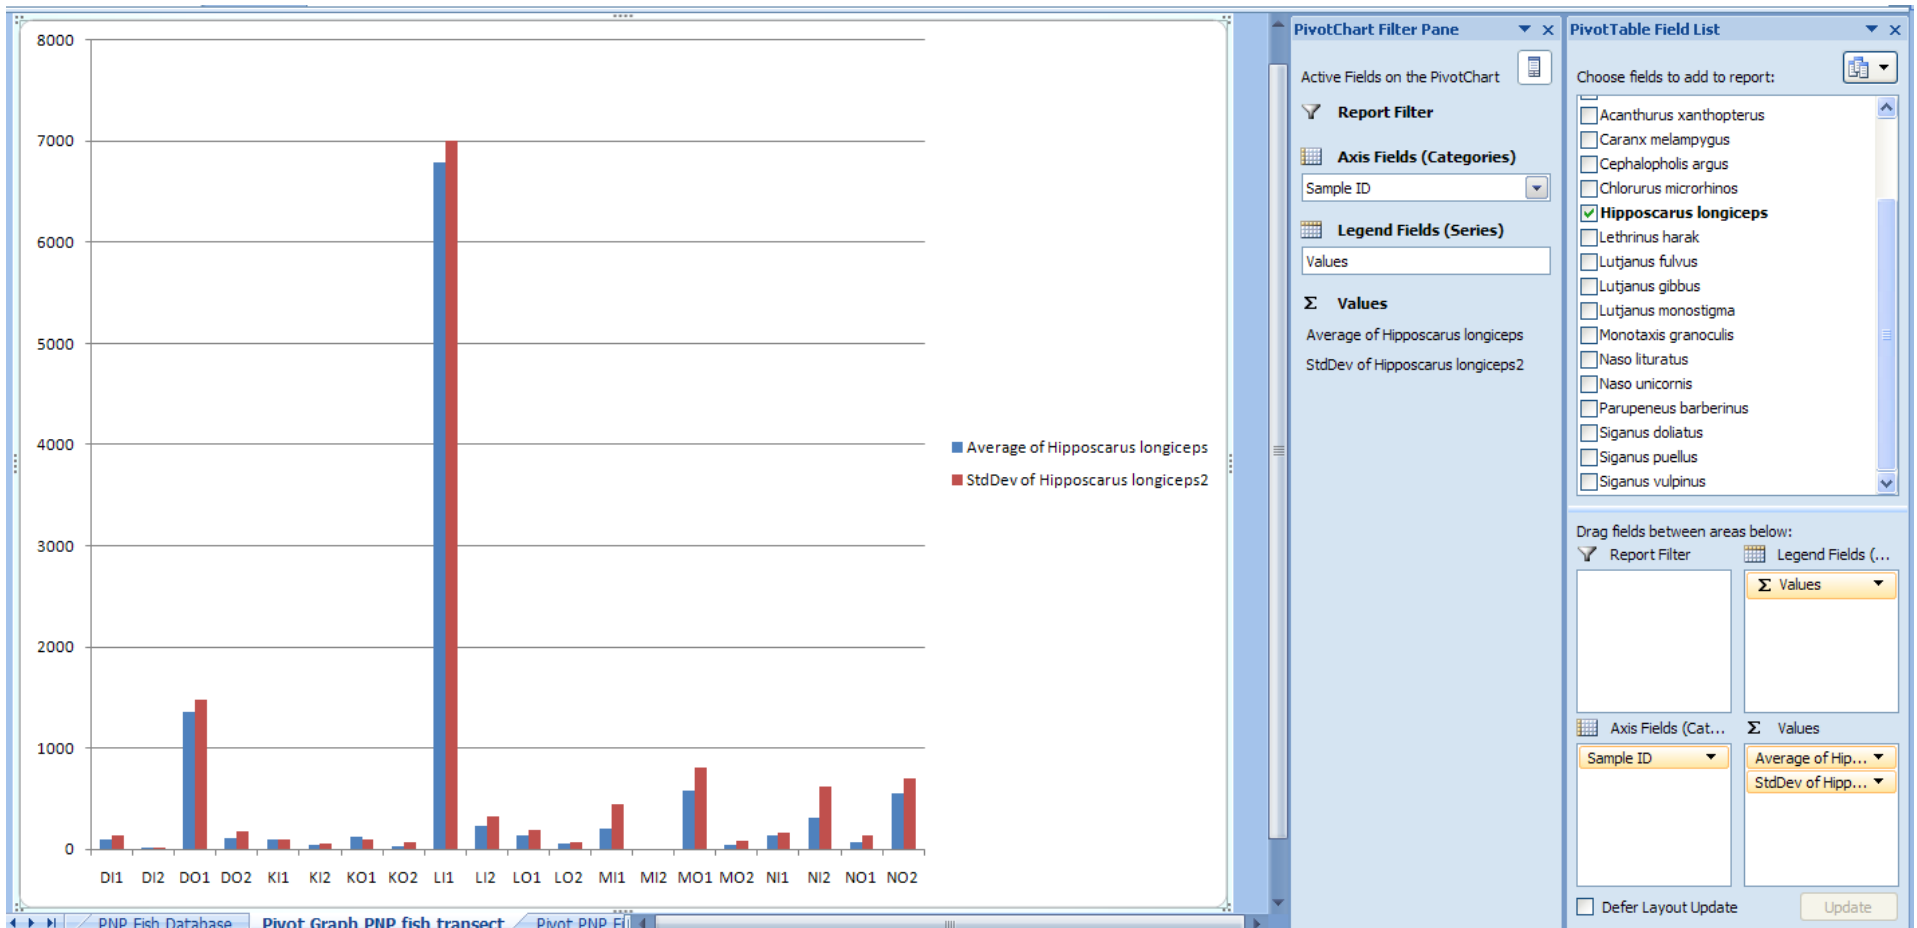 8000
7000
6000
5000
4000
3000
2000
1000
0
DI1 DI2 DO1 DO2 KI1 KI2 KO1 KO2 LI1 LI2 LO1 LO2 MI1 MI2 MO1 MO2 NI1 NI2 NO1 NO2
Average of Hipposcarus longiceps
StdDev of Hipposcarus longiceps2
PNP Fish Database Pivot Graph PNP fish transect Pivot PNP
PivotChart Filter Pane
Active Fields on the PivotChart
Report Filter
Axis Fields (Categories)
Sample ID
Legend Fields (Series)
Values
Σ Values
Average of Hipposcarus longiceps
StdDev of Hipposcarus longiceps2
PivotTable Field List
Choose fields to add to report:
Acanthurus xanthopterus
Caranx melampygus
Cephalopholis argus
Chlorurus microrhinos
Hipposcarus longiceps
Lethrinus harak
Lutjanus fulvus
Lutjanus gibbus
Lutjanus monostigma
Monotaxis granoculis
Naso lituratus
Naso unicornis
Parupeneus barberinus
Siganus doliatus
Siganus puellus
Siganus vulpinus
Drag fields between areas below:
Report Filter
Legend Fields (...
Σ Values
Axis Fields (Cat...
Σ Values
Sample ID
Average of Hip...
StdDev of Hipp...
Defer Layout Update
Update